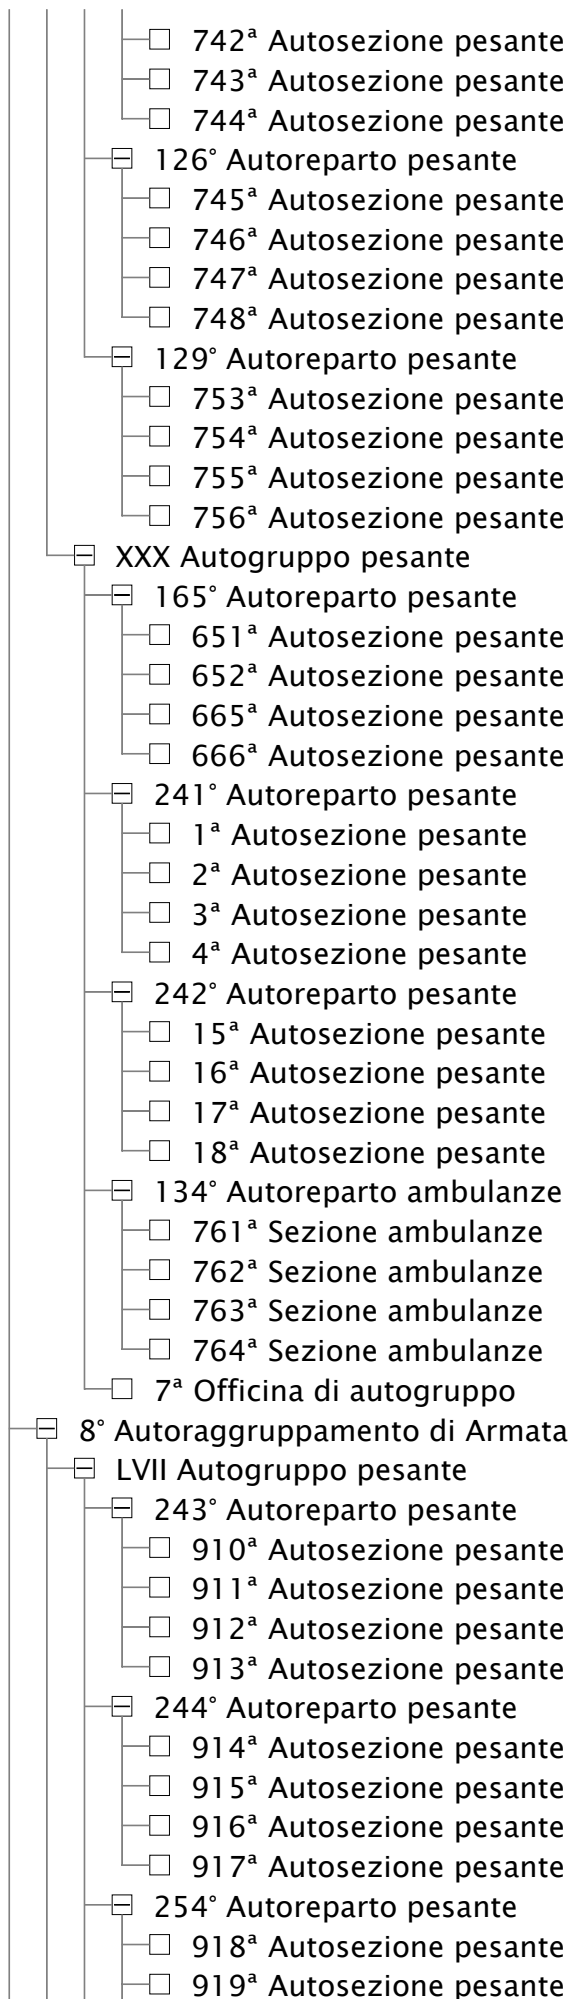 742ª Autosezione pesante
743ª Autosezione pesante
744ª Autosezione pesante
126° Autoreparto pesante
745ª Autosezione pesante
746ª Autosezione pesante
747ª Autosezione pesante
748ª Autosezione pesante
129° Autoreparto pesante
753ª Autosezione pesante
754ª Autosezione pesante
755ª Autosezione pesante
756ª Autosezione pesante
XXX Autogruppo pesante
165° Autoreparto pesante
651ª Autosezione pesante
652ª Autosezione pesante
665ª Autosezione pesante
666ª Autosezione pesante
241° Autoreparto pesante
1ª Autosezione pesante
2ª Autosezione pesante
3ª Autosezione pesante
4ª Autosezione pesante
242° Autoreparto pesante
15ª Autosezione pesante
16ª Autosezione pesante
17ª Autosezione pesante
18ª Autosezione pesante
134° Autoreparto ambulanze
761ª Sezione ambulanze
762ª Sezione ambulanze
763ª Sezione ambulanze
764ª Sezione ambulanze
7ª Officina di autogruppo
8° Autoraggruppamento di Armata
LVII Autogruppo pesante
243° Autoreparto pesante
910ª Autosezione pesante
911ª Autosezione pesante
912ª Autosezione pesante
913ª Autosezione pesante
244° Autoreparto pesante
914ª Autosezione pesante
915ª Autosezione pesante
916ª Autosezione pesante
917ª Autosezione pesante
254° Autoreparto pesante
918ª Autosezione pesante
919ª Autosezione pesante